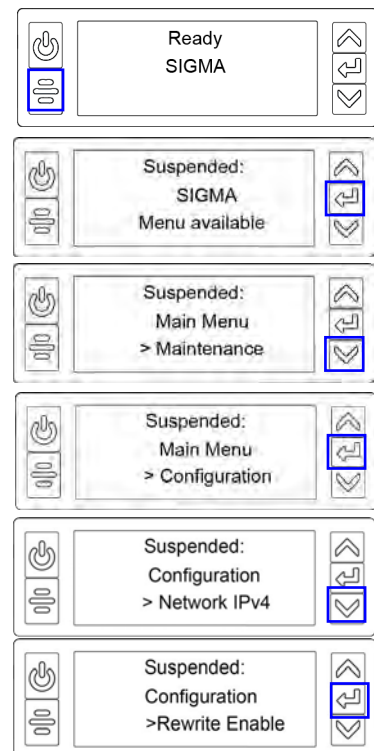 Ready
SIGMA
Suspended:
SIGMA
Menu available
Suspended:
Main Menu
> Maintenance
Suspended:
Main Menu
> Configuration
Suspended:
Configuration
> Network IPv4
Suspended:
Configuration
>Rewrite Enable